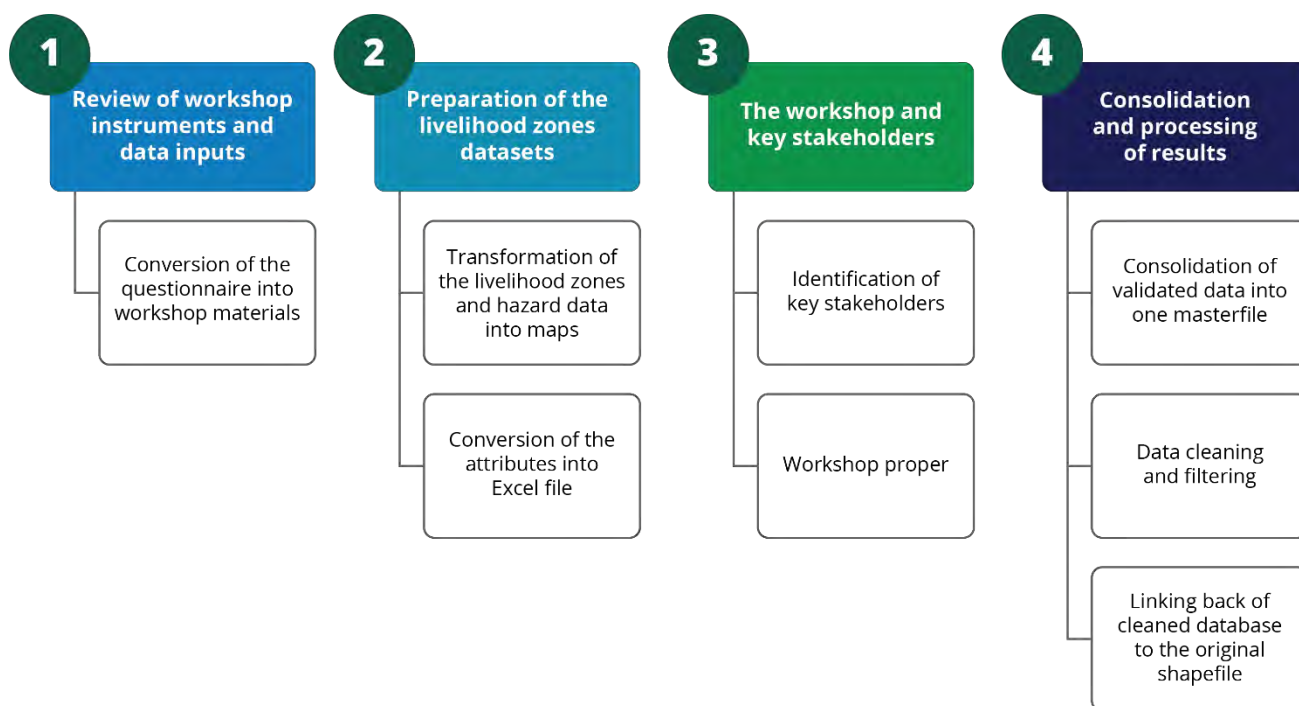 1
Review of workshop
instruments and
data inputs
Conversion of the
questionnaire into
workshop materials
2
Preparation of the
livelihood zones
datasets
Transformation of
the livelihood zones
and hazard data
into maps
Conversion of the
attributes into
Excel file
3
The workshop and
key stakeholders
Identification of
key stakeholders
Workshop proper
4
Consolidation
and processing
of results
Consolidation of
validated data into
one masterfile
Data cleaning
and filtering
Linking back of
cleaned database
to the original
shapefile